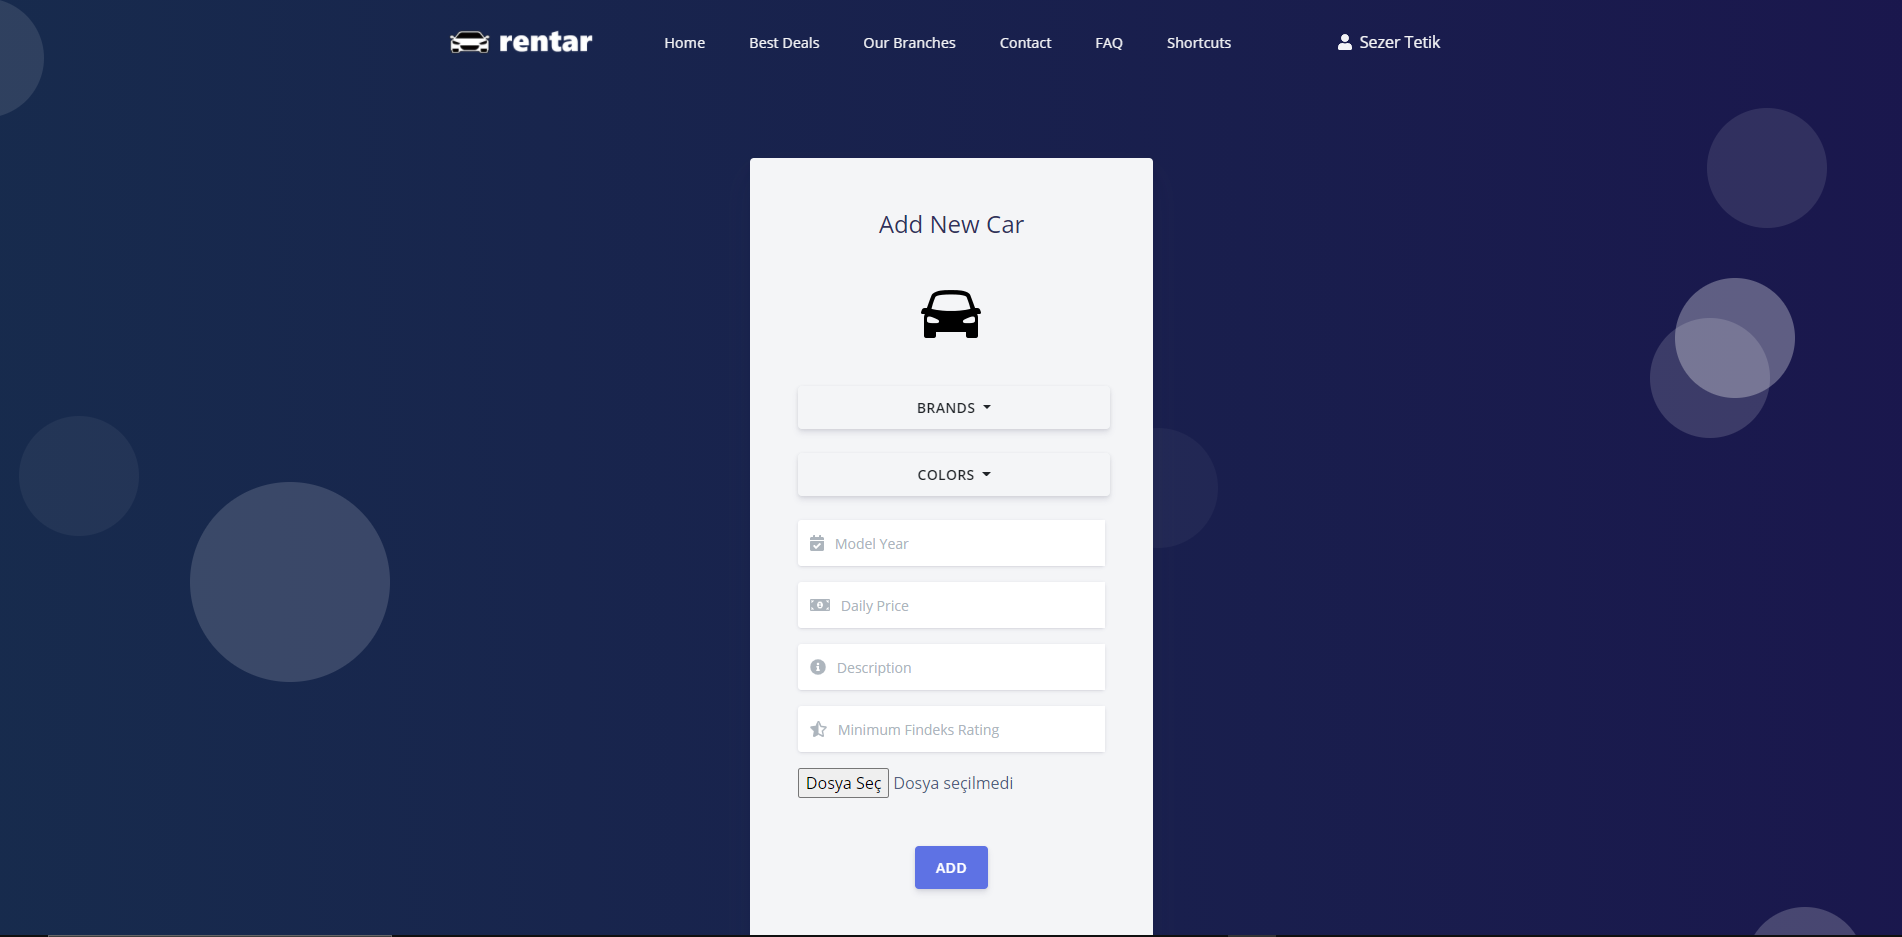 rentar Home Best Deals Our Branches Contact FAQ Shortcuts Sezer Tetik
Add New Car
BRANDS
COLORS
Model Year
Daily Price
Description
Minimum Findeks Rating
Dosya Seç Dosya seçilmedi
ADD